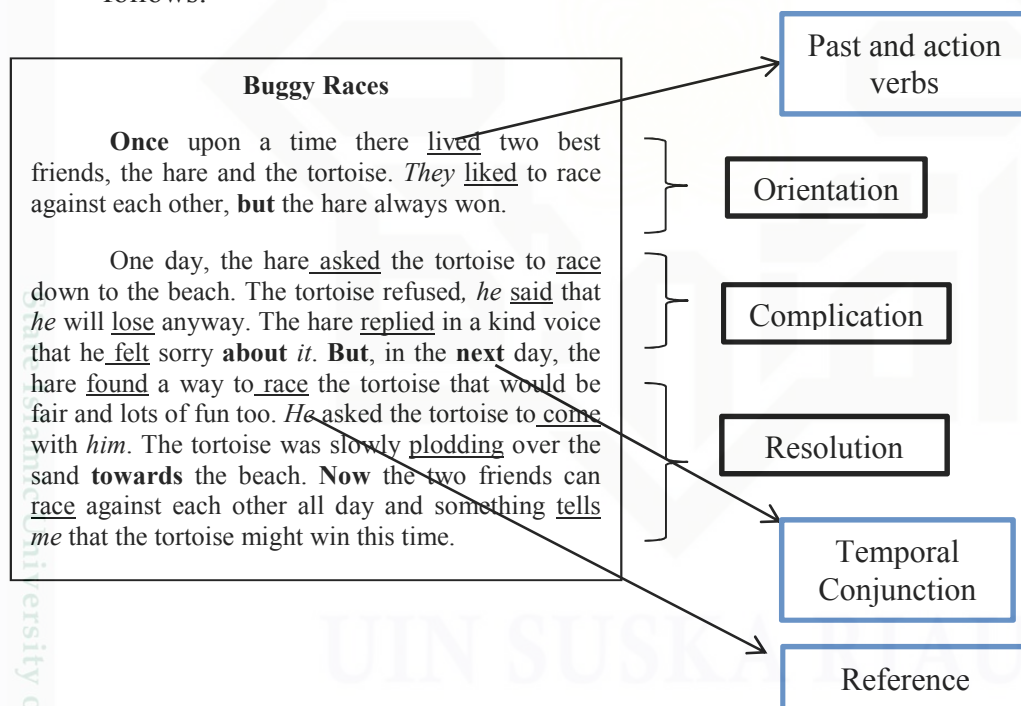 follows:
Buggy Races
Once upon a time there lived two best
friends, the hare and the tortoise. They liked to race
against each other, but the hare always won.
One day, the hare asked the tortoise to race
down to the beach. The tortoise refused, he said that
he will lose anyway. The hare replied in a kind voice
that he felt sorry about it. But, in the next day, the
hare found a way to race the tortoise that would be
fair and lots of fun too. He asked the tortoise to come
with him. The tortoise was slowly plodding over the
sand towards the beach. Now the two friends can
race against each other all day and something tells
me that the tortoise might win this time.
Past and action
verbs
Orientation
Complication
Resolution
Temporal
Conjunction
Reference
State Islamic University o
UIN SUSKA RIAU